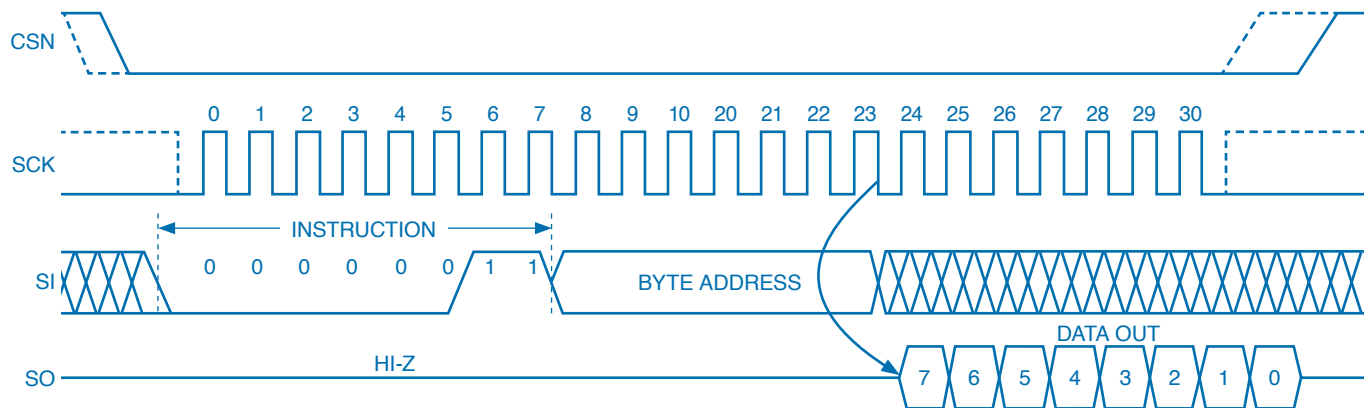 CSN
0 1 2 3 4 5 6 7 8 9 10 20 21 22 23 24 25 26 27 28 29 30
SCK
INSTRUCTION
0 0 0 0 0 0 1 1
SI
BYTE ADDRESS
DATA OUT
HI-Z
SO
7 6 5 4 3 2 1 0